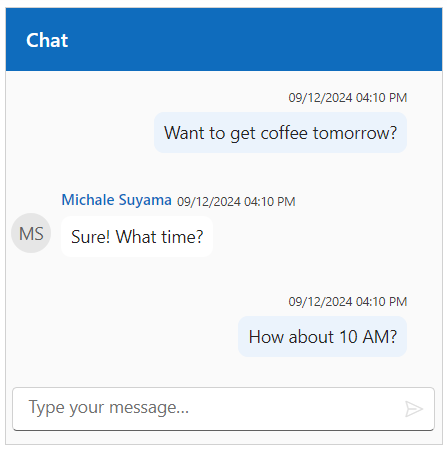 Chat
09/12/2024 04:10 PM
Want to get coffee tomorrow?
Michale Suyama 09/12/2024 04:10 PM
MS
Sure! What time?
09/12/2024 04:10 PM
How about 10 AM?
Type your message...